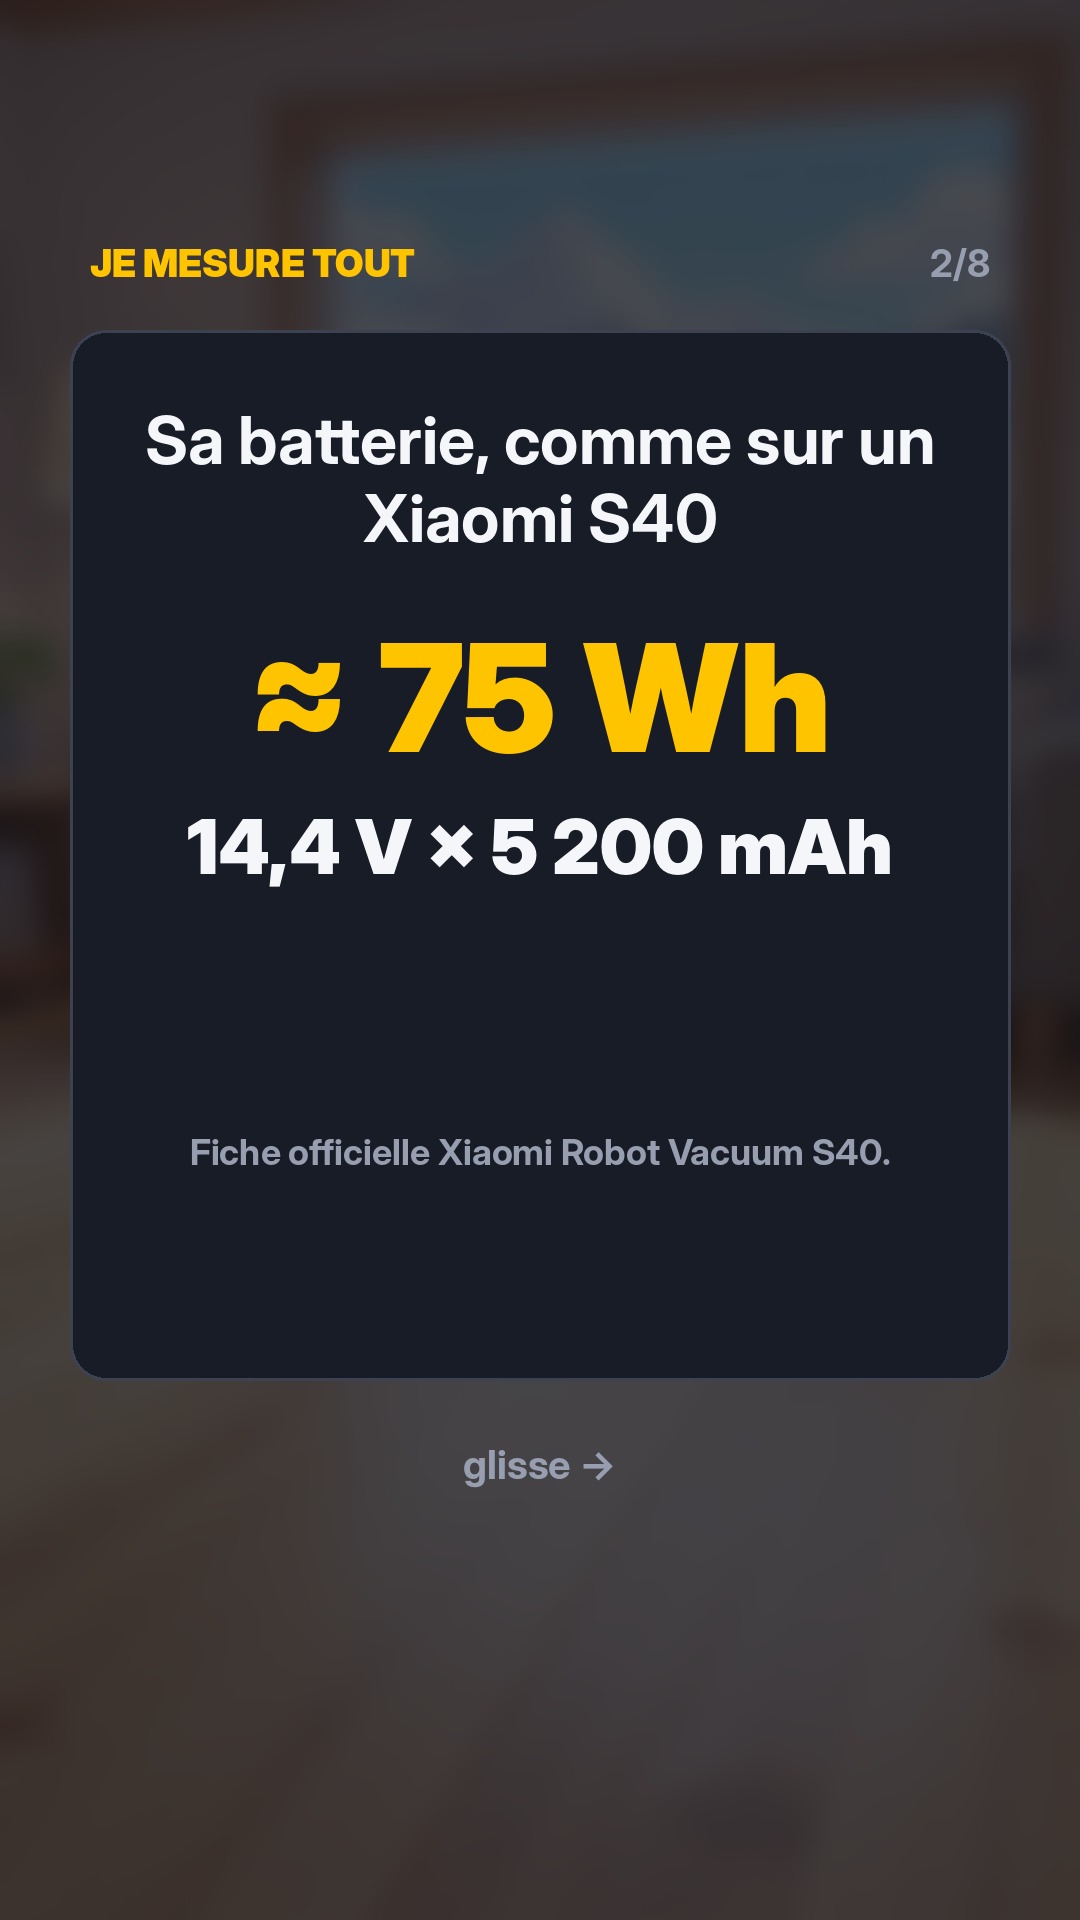 JE MESURE TOUT
2/8
Sa batterie, comme sur un
Xiaomi S40
≈ 75 Wh
14,4 V × 5 200 mAh
Fiche officielle Xiaomi Robot Vacuum S40.
glisse →